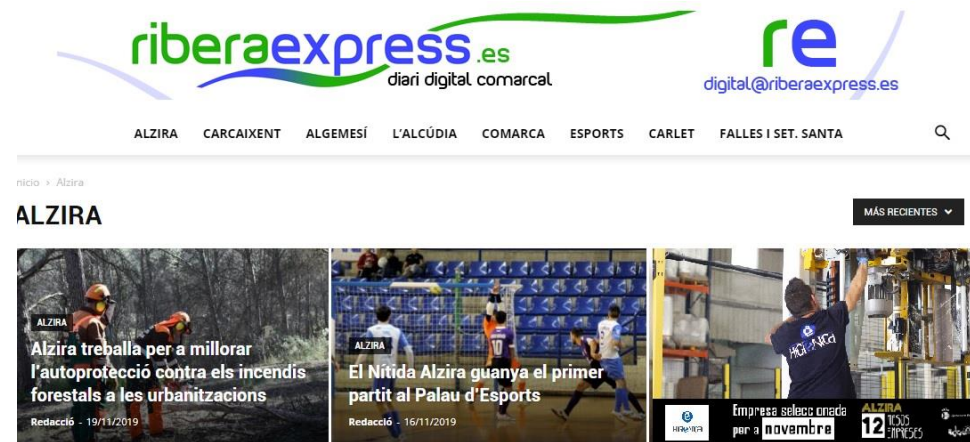 riberaexpress.es
diari digital comarcal
re
digital@riberaexpress.es
ALZIRA CARCAIXENT ALGEMESÍ L'ALCÚDIA COMARCA ESPORTS CARLET FALLES I SET. SANTA
nicio > Alzira
ALZIRA
MÁS RECIENTES
ALZIRA
Alzira treballa per a millorar
l'autoprotecció contra els incendis
forestals a les urbanitzacions
Redacció - 19/11/2019
ALZIRA
El Nítida Alzira guanya el primer
partit al Palau d'Esports
Redacció - 16/11/2019
10
Empresa seleccionada
per a novembre
ALZIRA
12 TESOS
EMPRESES